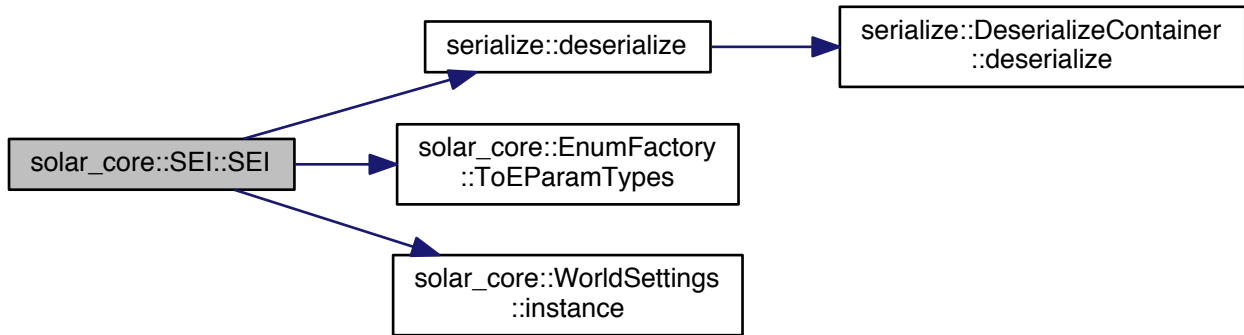 serialize::deserialize
serialize::DeserializeContainer
::deserialize
solar_core::SEI::SEI
solar_core::EnumFactory
::ToEParamTypes
solar_core::WorldSettings
::instance